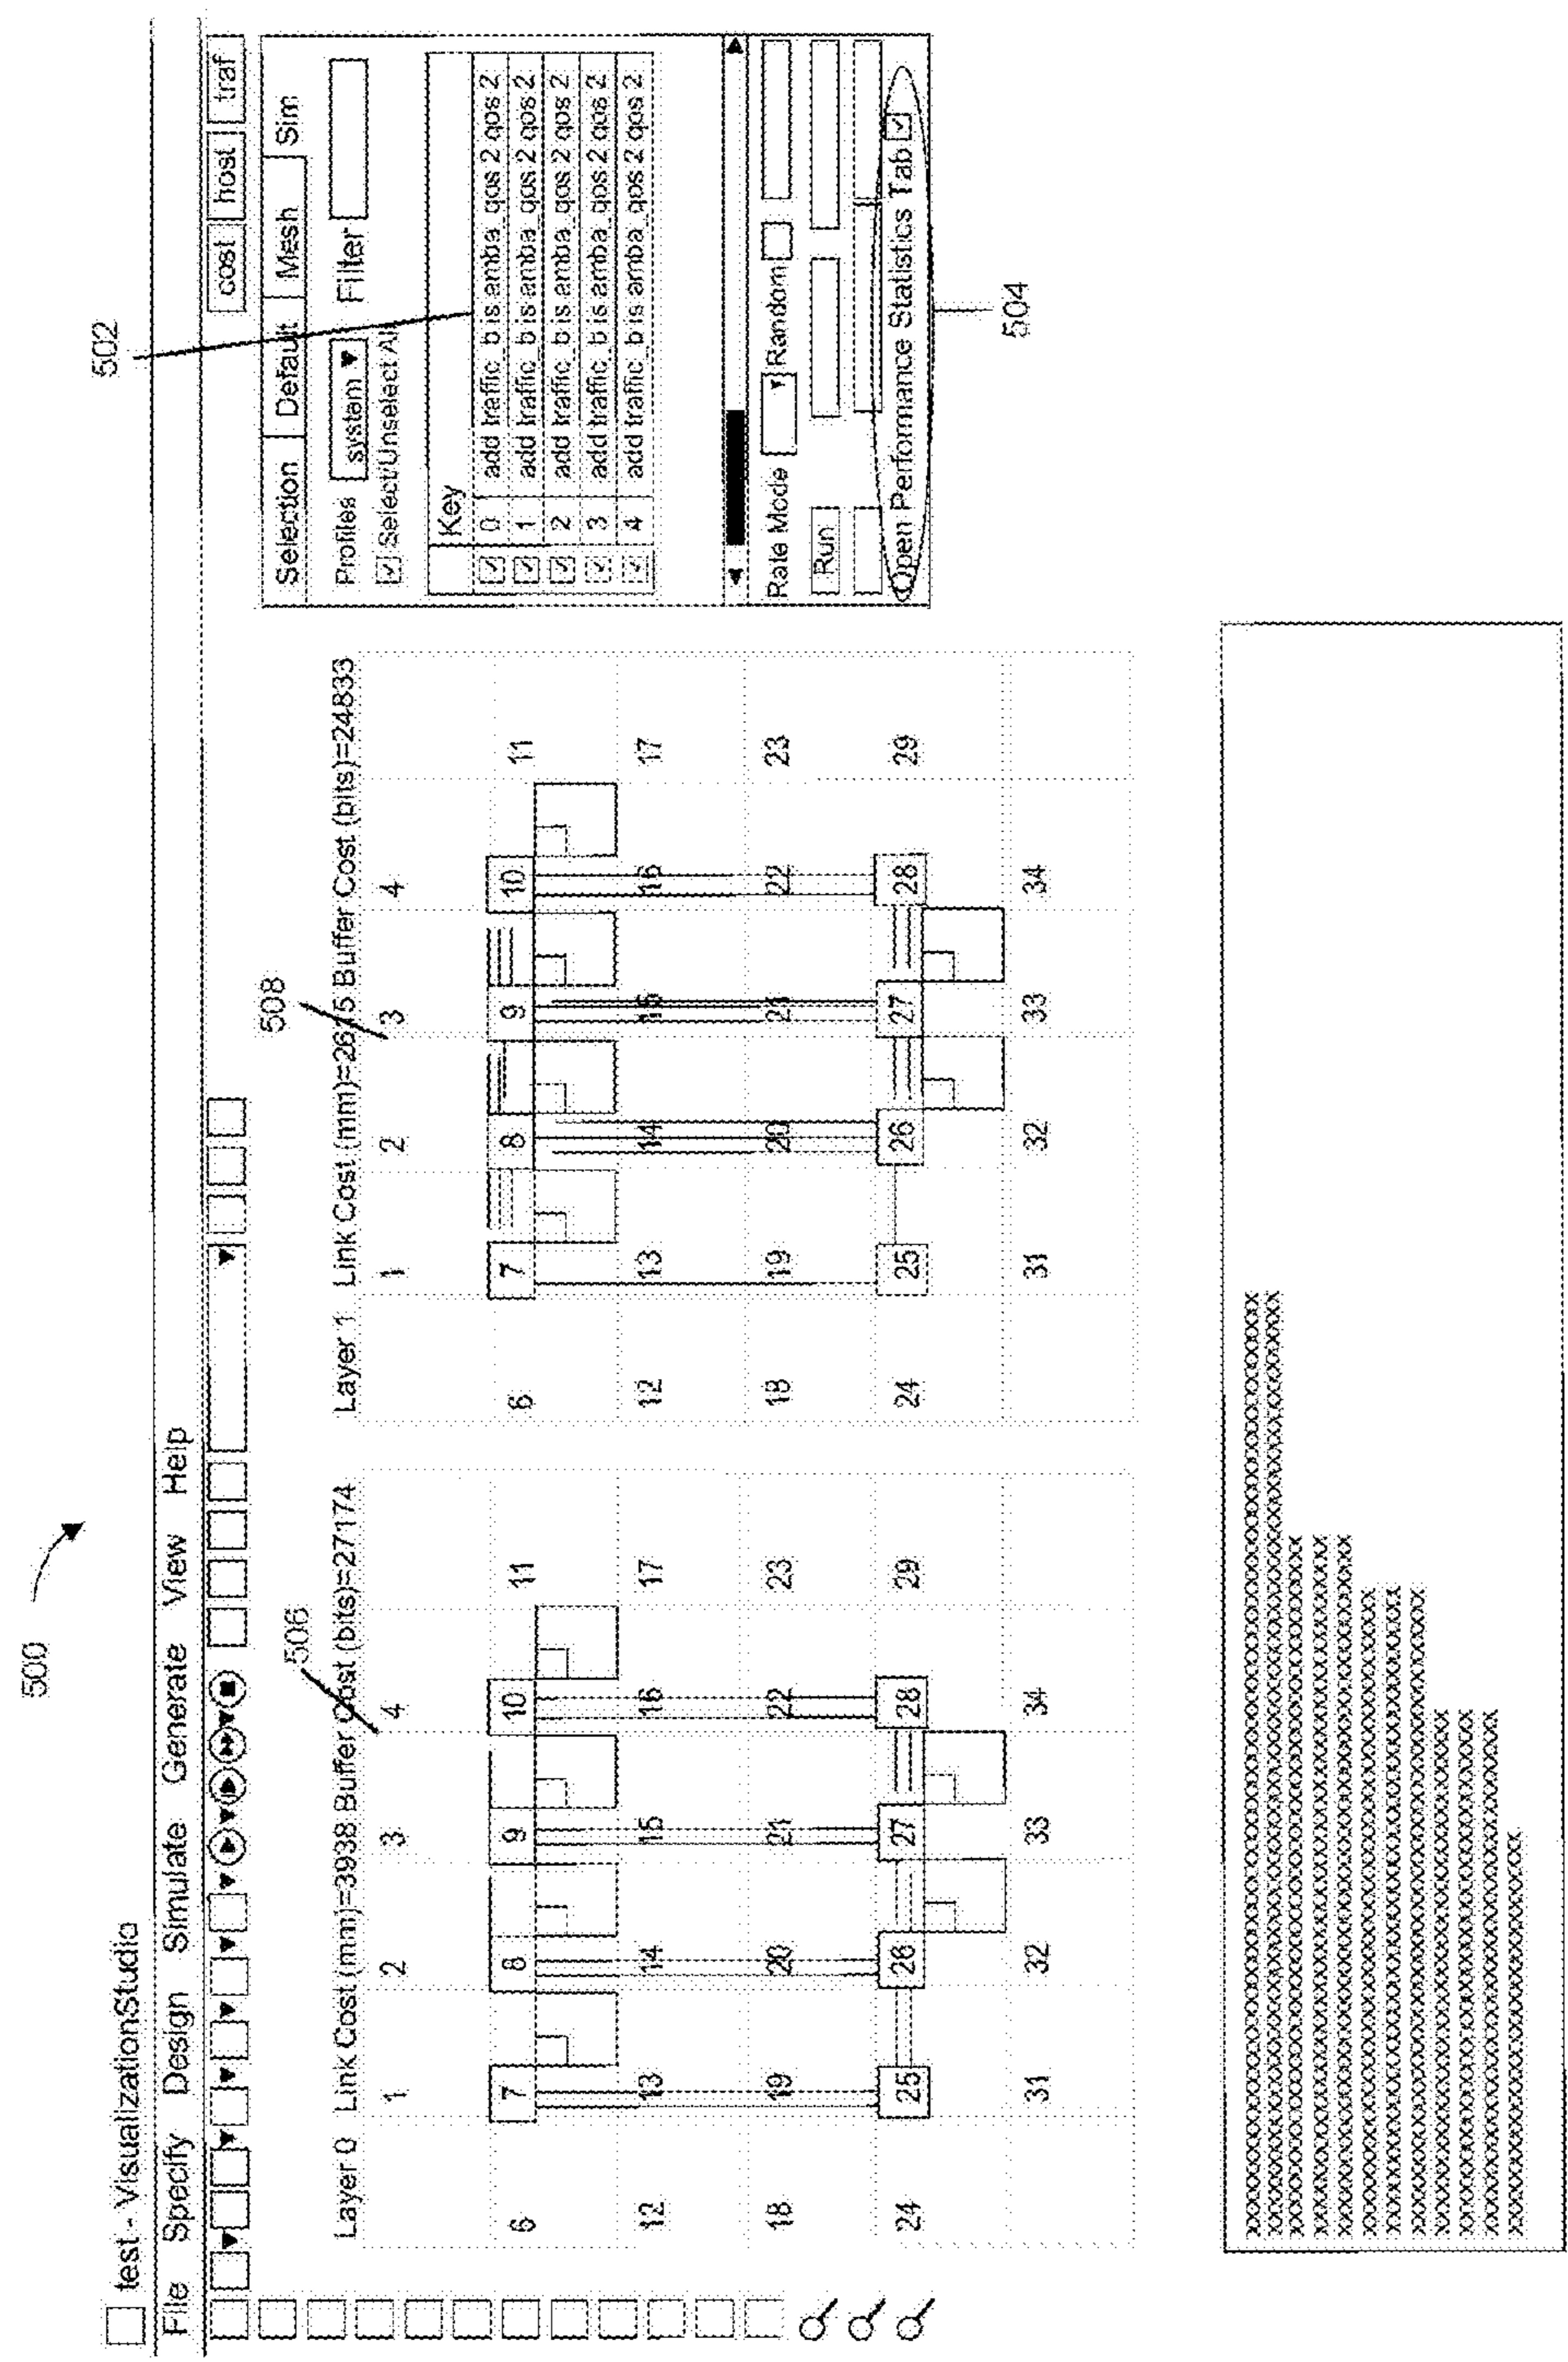 500
test - VisualizationStudio
File Specify Design Simulate Generate View Help
cost host traf
502
506
508
Layer 0 Link Cost (mm)=3938 Buffer Cost (bits)=27174
1 2 3 4
6 7 8 9 10 11
12 13 14 15 16 17
18 19 20 21 22 23
24 25 26 27 28 29
31 32 33 34
Layer 1 Link Cost (mm)=2615 Buffer Cost (bits)=24833
1 2 3 4
6 7 8 9 10 11
12 13 14 15 16 17
18 19 20 21 22 23
24 25 26 27 28 29
31 32 33 34
Selection Default Mesh Sim
Profiles system Filter
Select/Unselect All
Key
0 add traffic_b is amba_qos 2 qos 2
1 add traffic_b is amba_qos 2 qos 2
2 add traffic_b is amba_qos 2 qos 2
3 add traffic_b is amba_qos 2 qos 2
4 add traffic_b is amba_qos 2 qos 2
Rate Mode Random
Run
Open Performance Statistics Tab
504